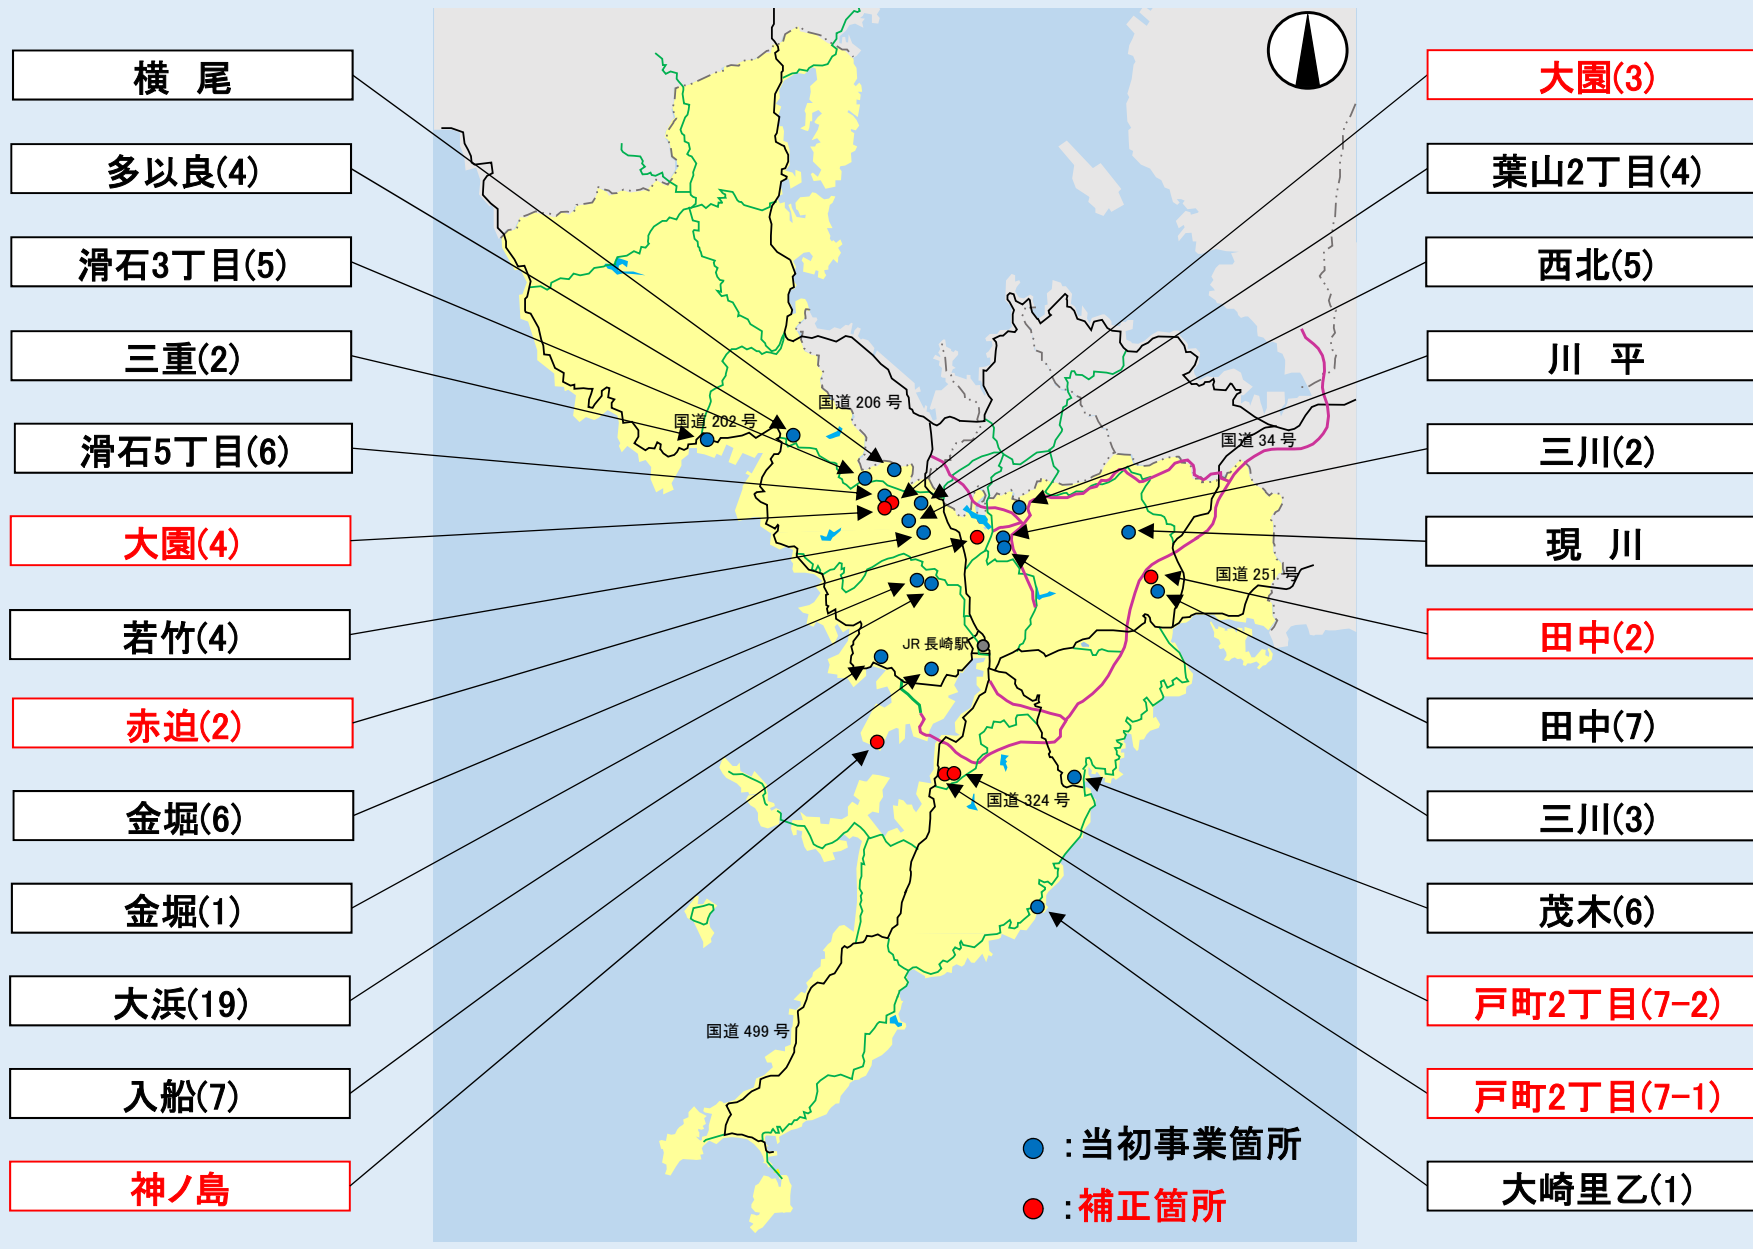 横　尾
多以良(4)
滑石3丁目(5)
三重(2)
滑石5丁目(6)
大園(4)
若竹(4)
赤迫(2)
金堀(6)
金堀(1)
大浜(19)
入船(7)
神ノ島
国道 206 号
国道 202 号
国道 34 号
国道 251 号
JR 長崎駅
国道 324 号
国道 499 号
：当初事業箇所
：補正箇所
大園(3)
葉山2丁目(4)
西北(5)
川　平
三川(2)
現　川
田中(2)
田中(7)
三川(3)
茂木(6)
戸町2丁目(7-2)
戸町2丁目(7-1)
大崎里乙(1)